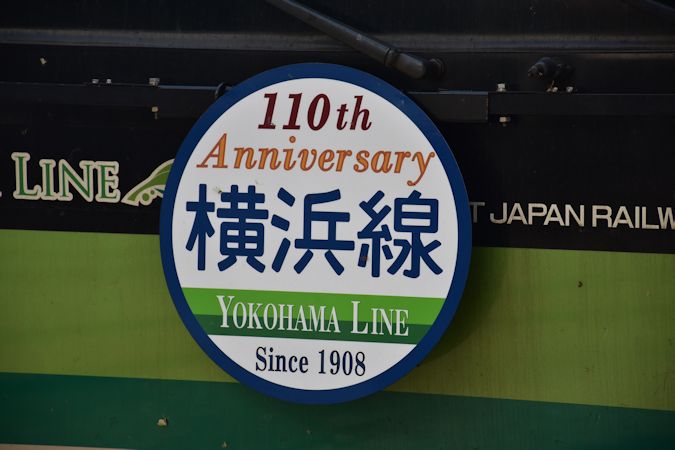 110th
Anniversary
横浜線
YOKOHAMA LINE
Since 1908
LINE
JAPAN RAILW